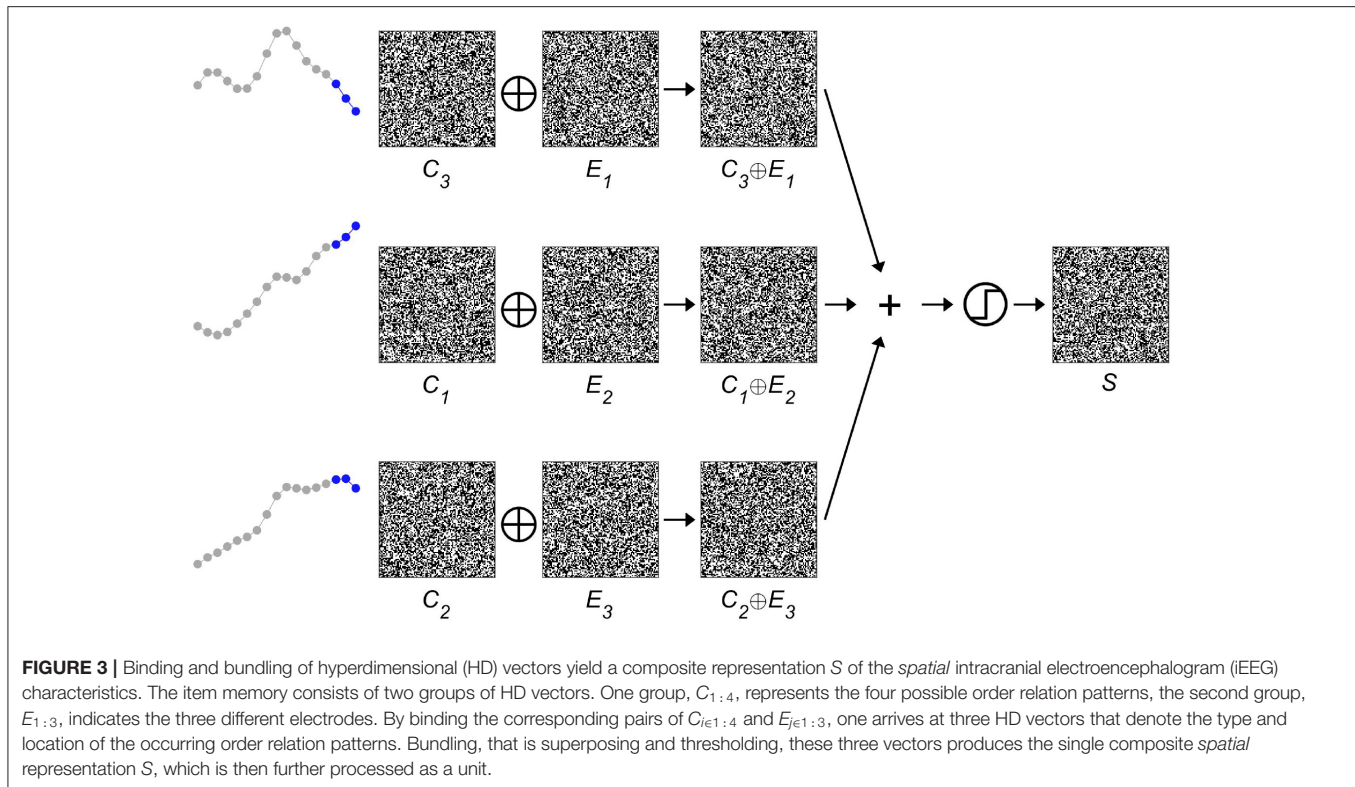 C3 ⊕ E1 → C3⊕E1
C1 ⊕ E2 → C1⊕E2 → + → → S
C2 ⊕ E3 → C2⊕E3
FIGURE 3 | Binding and bundling of hyperdimensional (HD) vectors yield a composite representation S of the spatial intracranial electroencephalogram (iEEG)
characteristics. The item memory consists of two groups of HD vectors. One group, C1:4, represents the four possible order relation patterns, the second group,
E1:3, indicates the three different electrodes. By binding the corresponding pairs of Ci∈1:4 and Ej∈1:3, one arrives at three HD vectors that denote the type and
location of the occurring order relation patterns. Bundling, that is superposing and thresholding, these three vectors produces the single composite spatial
representation S, which is then further processed as a unit.